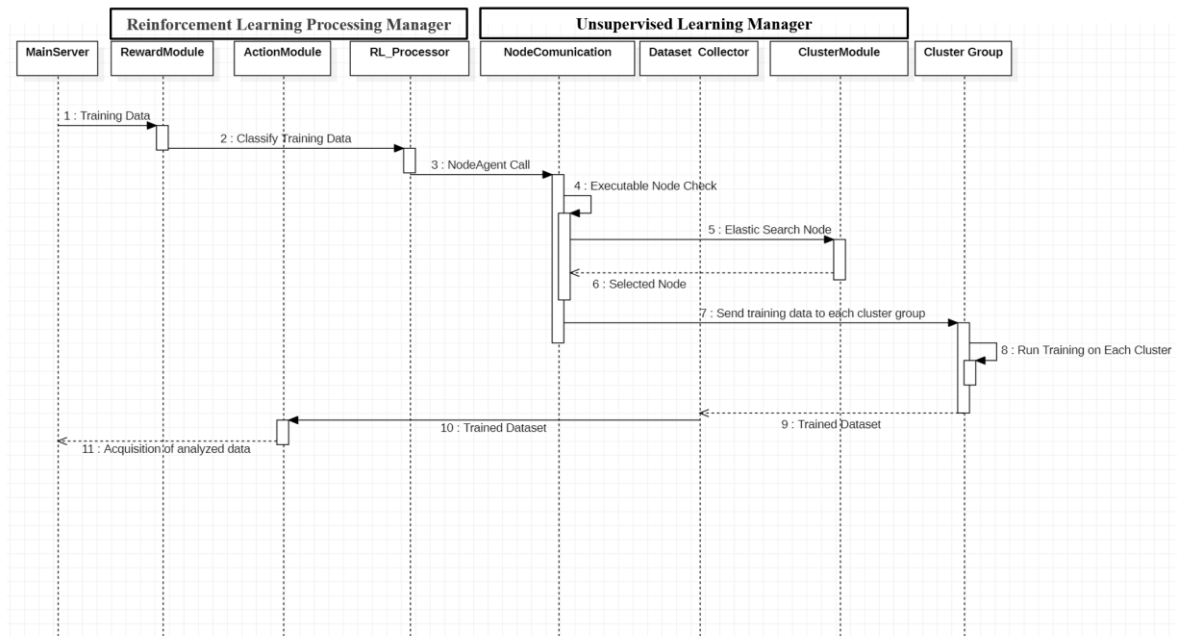 Reinforcement Learning Processing Manager
Unsupervised Learning Manager
MainServer
RewardModule
ActionModule
RL_Processor
NodeComunication
Dataset Collector
ClusterModule
Cluster Group
1 : Training Data
2 : Classify Training Data
3 : NodeAgent Call
4 : Executable Node Check
5 : Elastic Search Node
6 : Selected Node
7 : Send training data to each cluster group
8 : Run Training on Each Cluster
9 : Trained Dataset
10 : Trained Dataset
11 : Acquisition of analyzed data